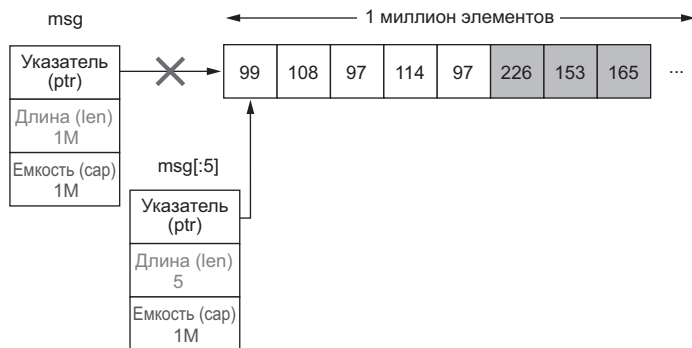 msg
1 миллион элементов
Указатель
(ptr)
99 108 97 114 97 226 153 165 ...
Длина (len)
1M
Емкость (cap)
1M
msg[:5]
Указатель
(ptr)
Длина (len)
5
Емкость (cap)
1M